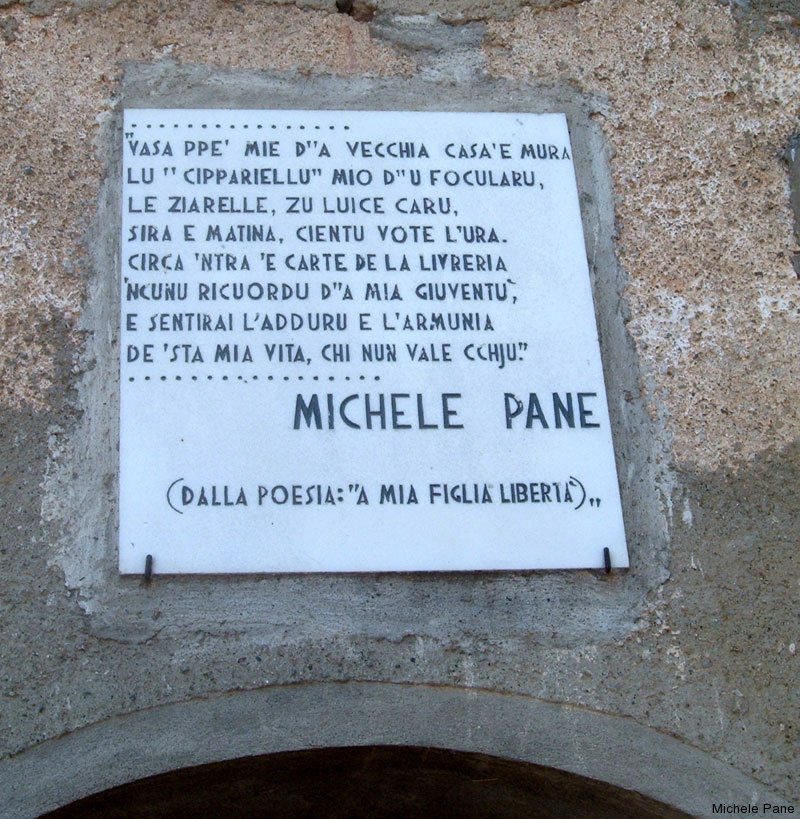 . . . . . . . . . . . . . . . . . .
"VASA PPE' MIE D''A VECCHIA CASA 'E MURA
LU "CIPPARIELLU" MIO D''U FOCULARU,
LE ZIARELLE, ZU LUICE CARU,
SIRA E MATINA, CIENTU VOTE L'URA.
CIRCA 'NTRA 'E CARTE DE LA LIVRERIA
'NCUNU RICUORDU D''A MIA GIUVENTU',
E SENTIRAI L'ADDURU E L'ARMUNIA
DE 'STA MIA VITA, CHI NUN VALE CCHJU'."
. . . . . . . . . . . . . . . . . . . .
MICHELE PANE
(DALLA POESIA: "A MIA FIGLIA LIBERTA')„
Michele Pane